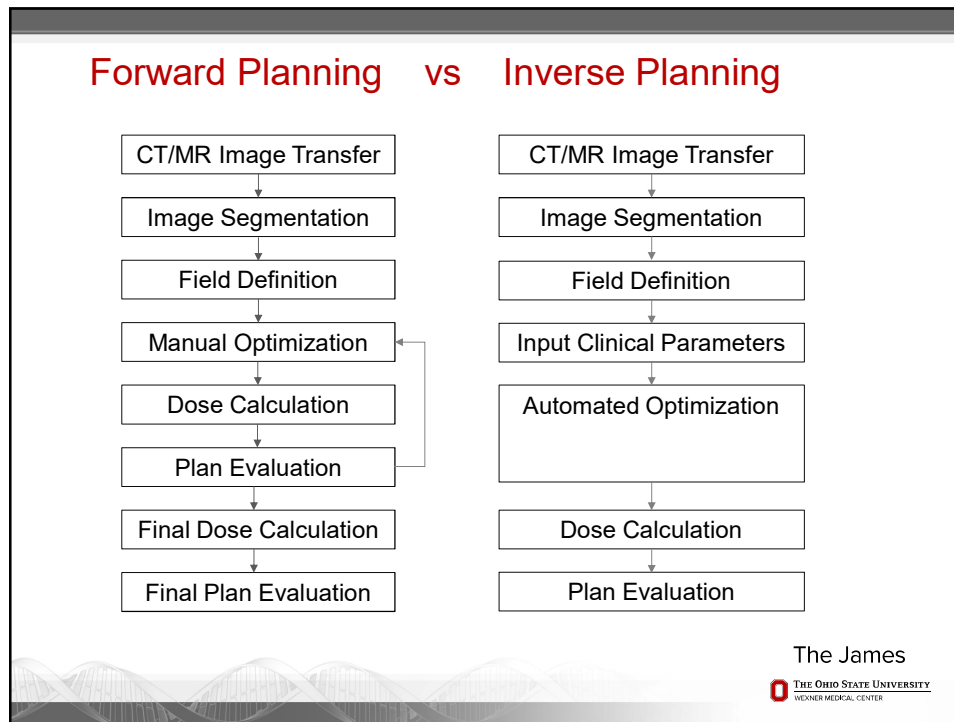 Forward Planning vs Inverse Planning
CT/MR Image Transfer
Image Segmentation
Field Definition
Manual Optimization
Dose Calculation
Plan Evaluation
Final Dose Calculation
Final Plan Evaluation
CT/MR Image Transfer
Image Segmentation
Field Definition
Input Clinical Parameters
Automated Optimization
Dose Calculation
Plan Evaluation
The James
THE OHIO STATE UNIVERSITY
WEXNER MEDICAL CENTER